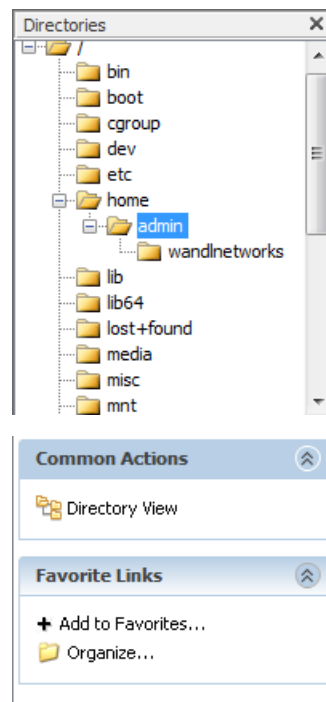 Directories
/
bin
boot
cgroup
dev
etc
home
admin
wandlnetworks
lib
lib64
lost+found
media
misc
mnt
Common Actions
Directory View
Favorite Links
Add to Favorites...
Organize...